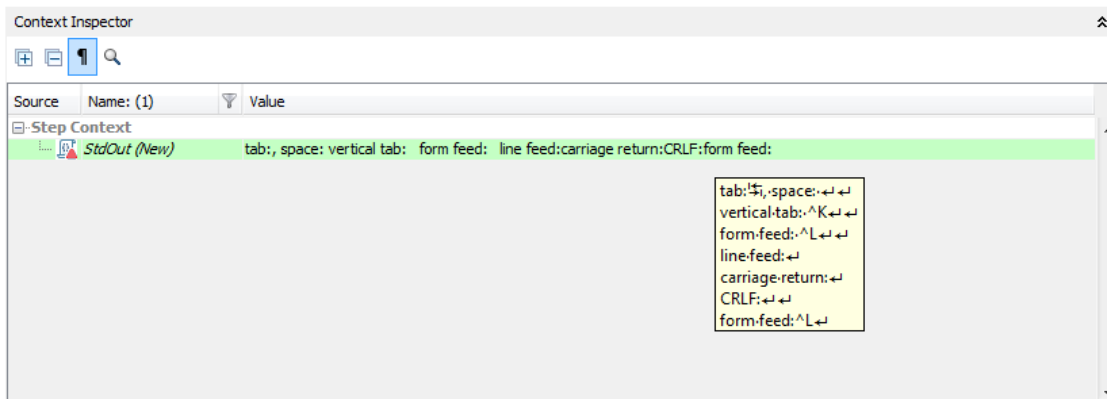 Context Inspector
¶
Source Name: (1) Value
Step Context
StdOut (New) tab:, space: vertical tab: form feed: line feed:carriage return:CRLF:form feed:
tab:↹,·space:·↵↵
vertical·tab:·^K↵↵
form·feed:·^L↵↵
line·feed:↵
carriage·return:↵
CRLF:↵↵
form·feed:^L↵